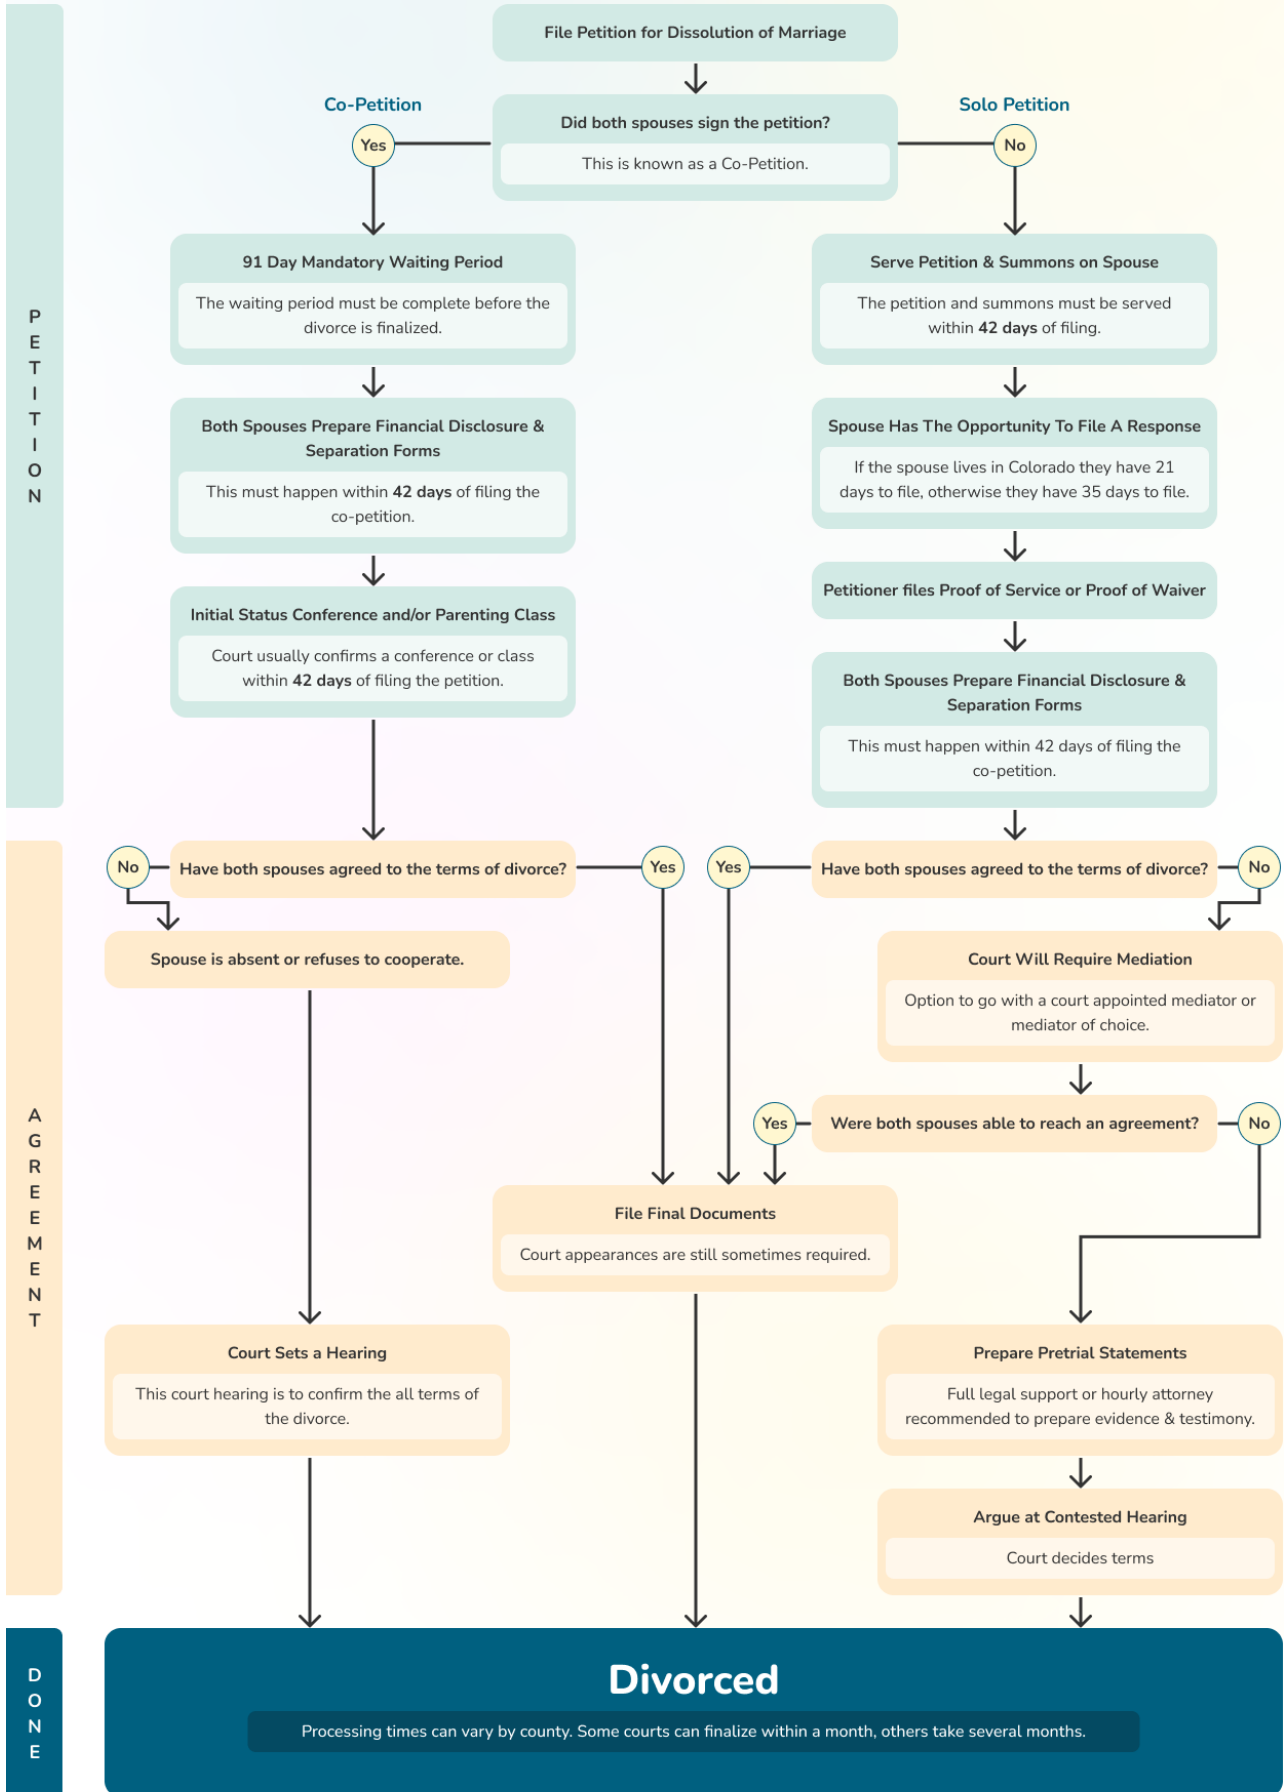 File Petition for Dissolution of Marriage
Co-Petition
Solo Petition
Did both spouses sign the petition?
This is known as a Co-Petition.
Yes
No
PETITION
91 Day Mandatory Waiting Period
The waiting period must be complete before the
divorce is finalized.
Both Spouses Prepare Financial Disclosure &
Separation Forms
This must happen within 42 days of filing the
co-petition.
Initial Status Conference and/or Parenting Class
Court usually confirms a conference or class
within 42 days of filing the petition.
Serve Petition & Summons on Spouse
The petition and summons must be served
within 42 days of filing.
Spouse Has The Opportunity To File A Response
If the spouse lives in Colorado they have 21
days to file, otherwise they have 35 days to file.
Petitioner files Proof of Service or Proof of Waiver
Both Spouses Prepare Financial Disclosure &
Separation Forms
This must happen within 42 days of filing the
co-petition.
AGREEMENT
No
Have both spouses agreed to the terms of divorce?
Yes
Yes
Have both spouses agreed to the terms of divorce?
No
Spouse is absent or refuses to cooperate.
Court Will Require Mediation
Option to go with a court appointed mediator or
mediator of choice.
Yes
Were both spouses able to reach an agreement?
No
File Final Documents
Court appearances are still sometimes required.
Court Sets a Hearing
This court hearing is to confirm the all terms of
the divorce.
Prepare Pretrial Statements
Full legal support or hourly attorney
recommended to prepare evidence & testimony.
Argue at Contested Hearing
Court decides terms
DONE
Divorced
Processing times can vary by county. Some courts can finalize within a month, others take several months.